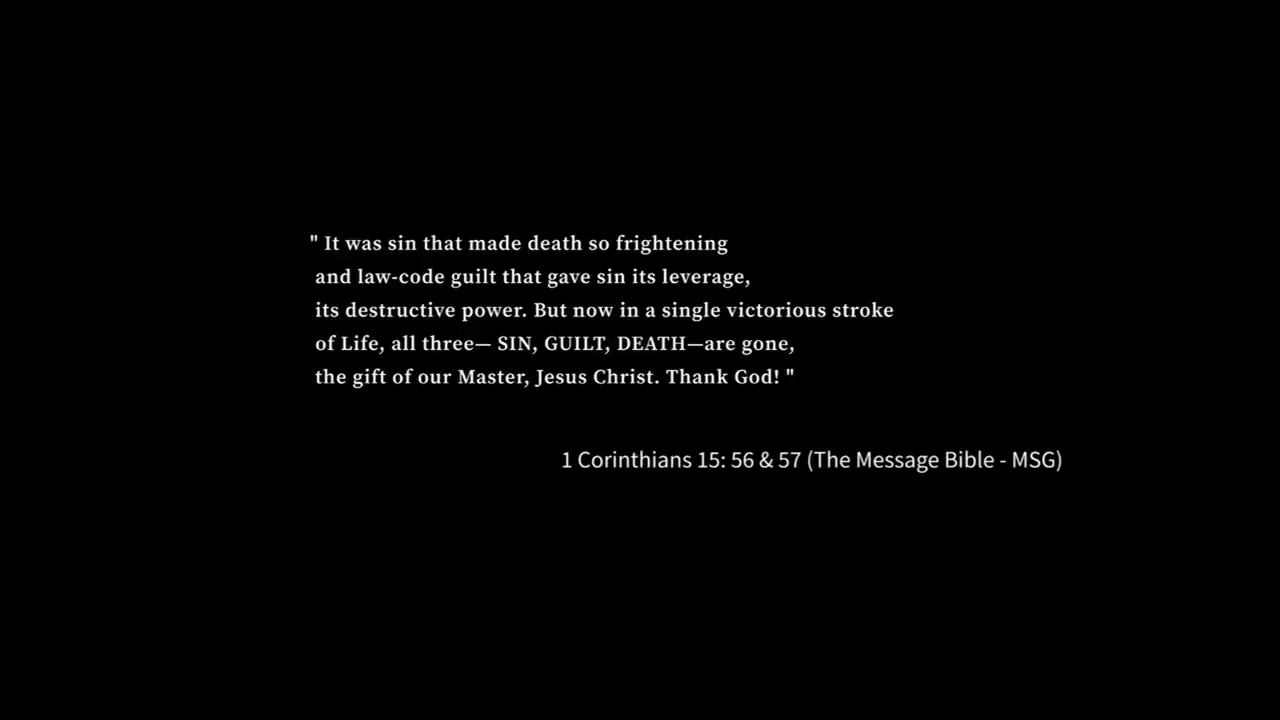 " It was sin that made death so frightening
and law-code guilt that gave sin its leverage,
its destructive power. But now in a single victorious stroke
of Life, all three— SIN, GUILT, DEATH—are gone,
the gift of our Master, Jesus Christ. Thank God! "
1 Corinthians 15: 56 & 57 (The Message Bible - MSG)